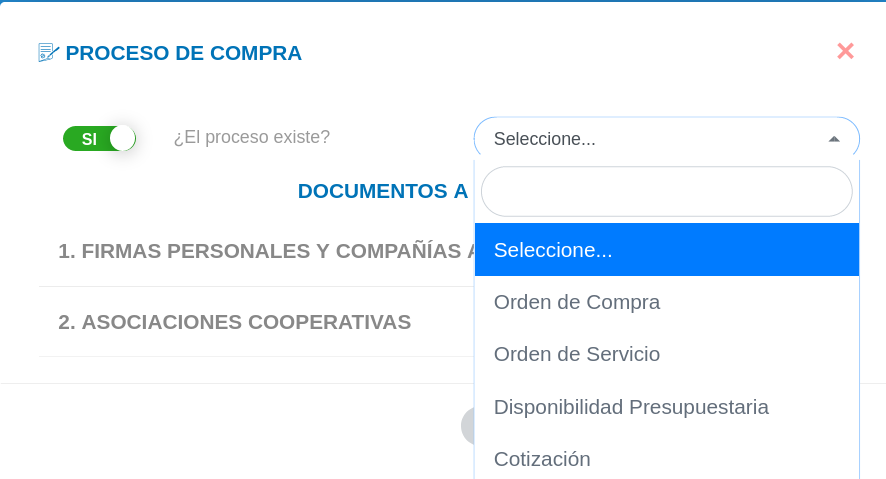 PROCESO DE COMPRA
SI
¿El proceso existe?
Seleccione...
DOCUMENTOS A
Seleccione...
1. FIRMAS PERSONALES Y COMPAÑÍAS
Orden de Compra
2. ASOCIACIONES COOPERATIVAS
Orden de Servicio
Disponibilidad Presupuestaria
Cotización